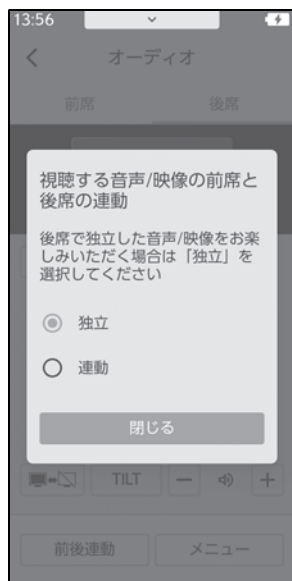 13:56
オーディオ
前席
後席
視聴する音声/映像の前席と
後席の連動
後席で独立した音声/映像をお楽
しみいただく場合は「独立」を
選択してください
独立
連動
閉じる
TILT
前後連動
メニュー